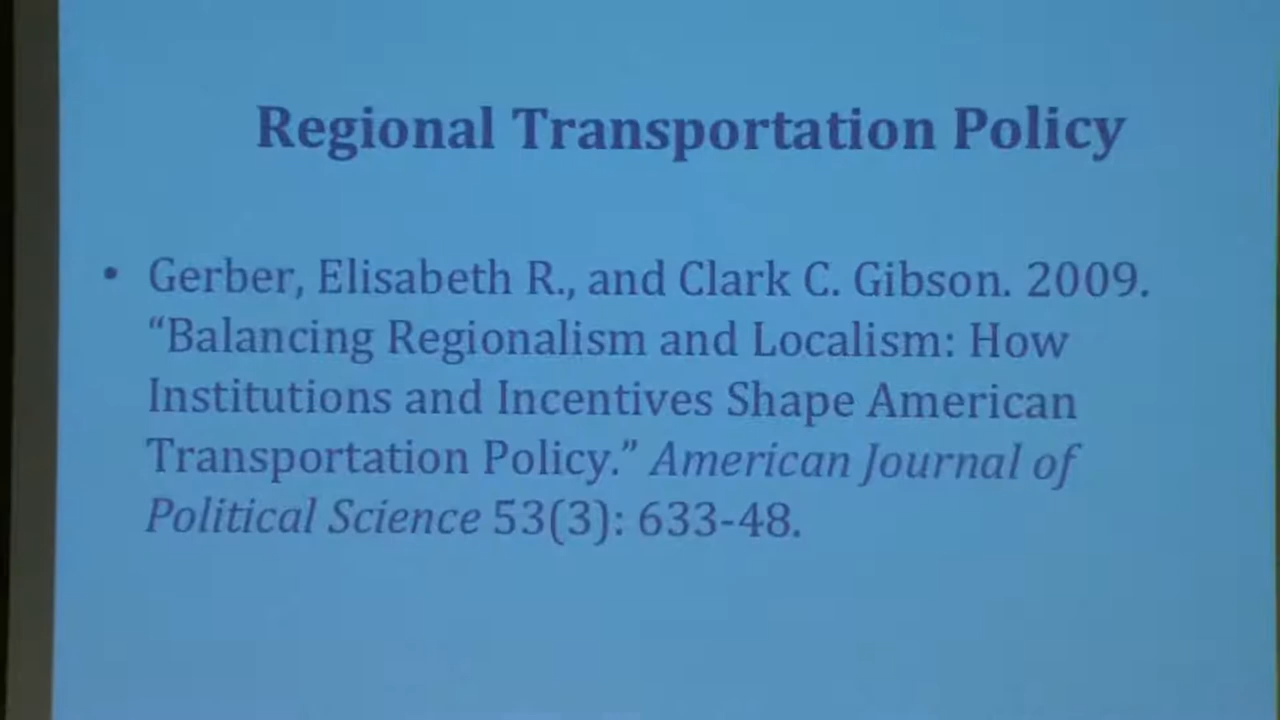 Regional Transportation Policy
• Gerber, Elisabeth R., and Clark C. Gibson. 2009.
“Balancing Regionalism and Localism: How
Institutions and Incentives Shape American
Transportation Policy.” American Journal of
Political Science 53(3): 633-48.